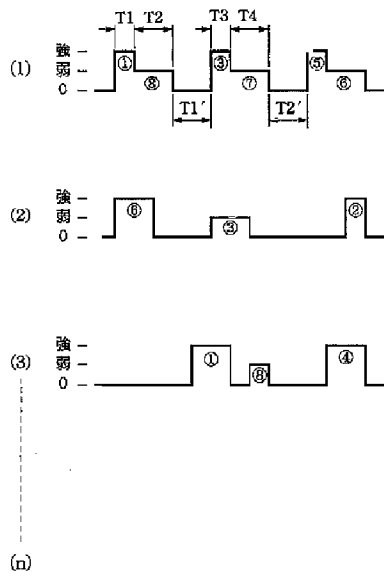 T1 T2 T3 T4
強
(1) 弱 ① ⑧ ③ ⑦ ⑤ ⑥
0
T1′ T2′
強
(2) 弱 ⑥ ③ ②
0
強
(3) 弱 ① ⑧ ④
0
(n)